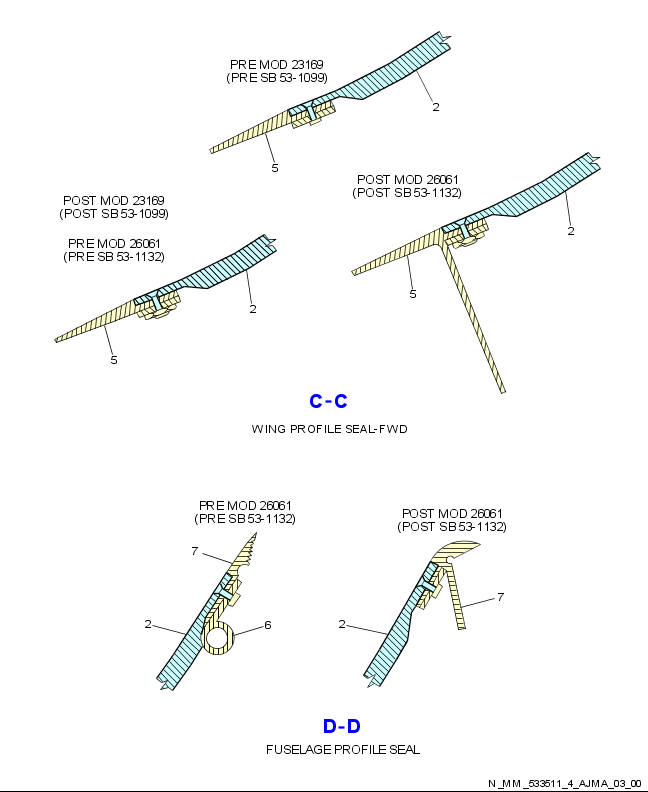 PRE MOD 23169
(PRE SB 53-1099)
2
5
POST MOD 26061
(POST SB 53-1132)
2
5
POST MOD 23169
(POST SB 53-1099)
PRE MOD 26061
(PRE SB 53-1132)
2
5
C-C
WING PROFILE SEAL-FWD
PRE MOD 26061
(PRE SB 53-1132)
7
2
6
POST MOD 26061
(POST SB 53-1132)
2
7
D-D
FUSELAGE PROFILE SEAL
N_MM_533511_4_AJMA_03_00